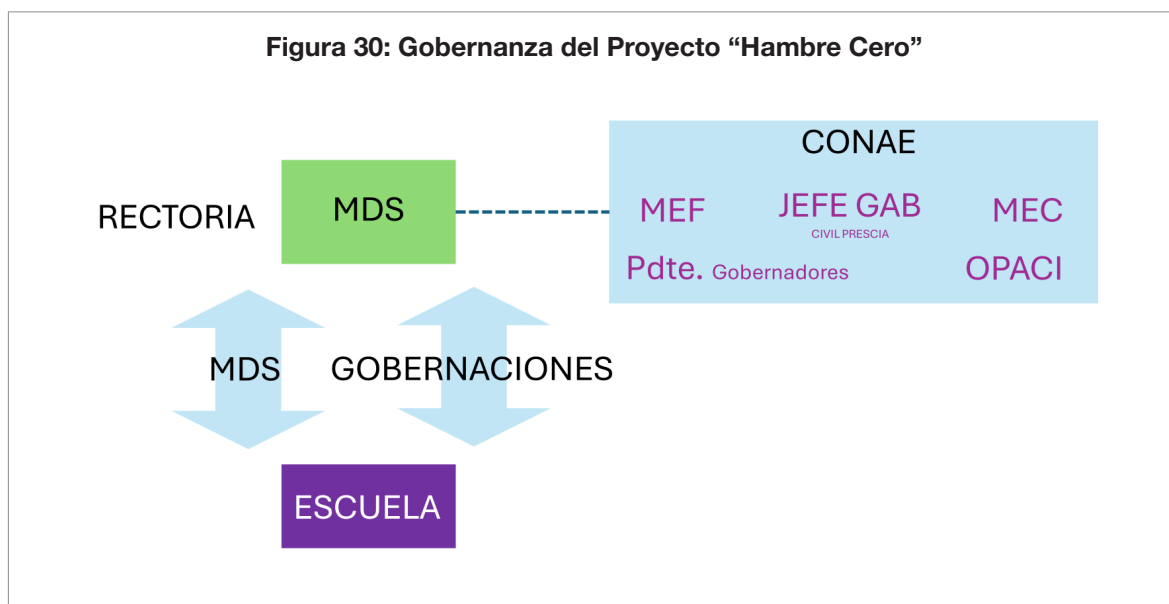 Figura 30: Gobernanza del Proyecto “Hambre Cero”
RECTORIA
MDS
CONAE
MEF
JEFE GAB
CIVIL PRESCIA
MEC
Pdte. Gobernadores
OPACI
MDS
GOBERNACIONES
ESCUELA